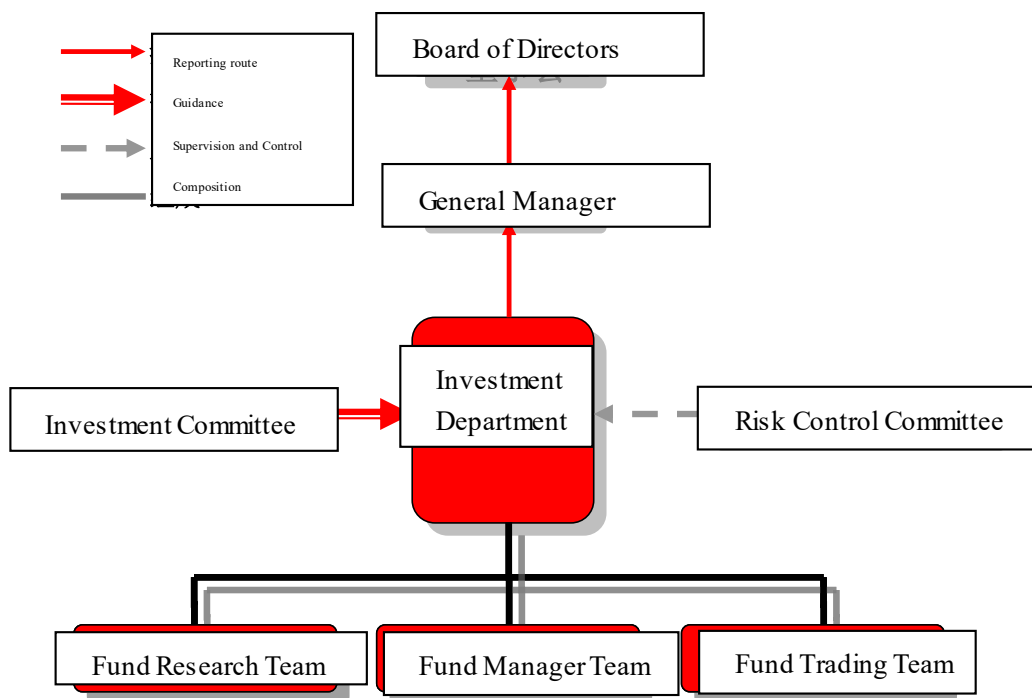 Board of Directors
Reporting route
Guidance
Supervision and Control
Composition
General Manager
Investment
Department
Investment Committee
Risk Control Committee
Fund Research Team
Fund Manager Team
Fund Trading Team